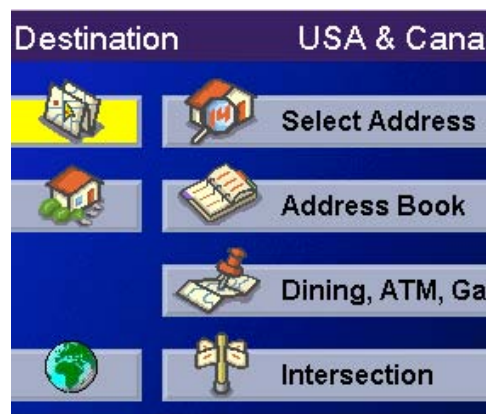 Destination USA & Cana
Select Address
Address Book
Dining, ATM, Ga
Intersection